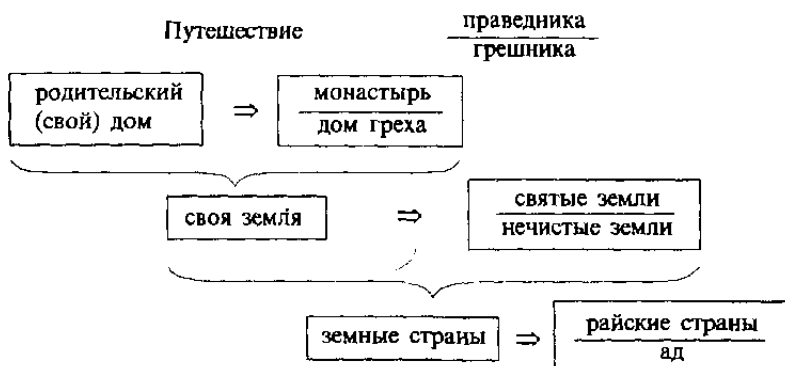 Путешествие праведника
грешника
родительский ⇒ монастырь
(свой) дом дом греха
своя земля ⇒ святые земли
нечистые земли
земные страны ⇒ райские страны
ад